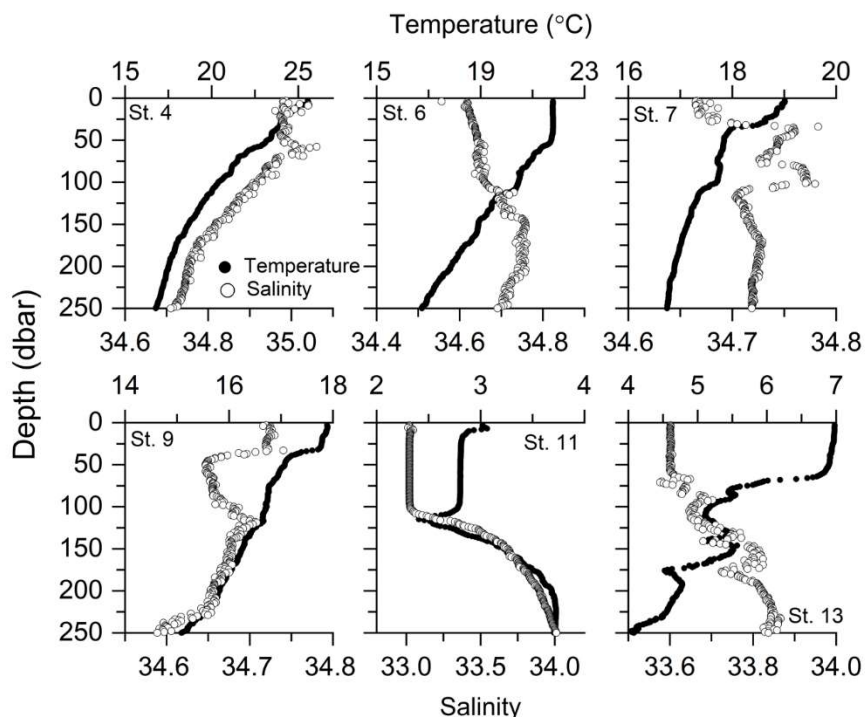 Temperature (°C)
15 20 25 15 19 23 16 18 20
0
50
100
150
200
250
St. 4
St. 6
St. 7
Temperature
Salinity
34.6 34.8 35.0 34.4 34.6 34.8 34.6 34.7 34.8
Depth (dbar)
14 16 18 2 3 4 4 5 6 7
0
50
100
150
200
250
St. 9
St. 11
St. 13
34.6 34.7 34.8 33.0 33.5 34.0 33.6 33.8 34.0
Salinity